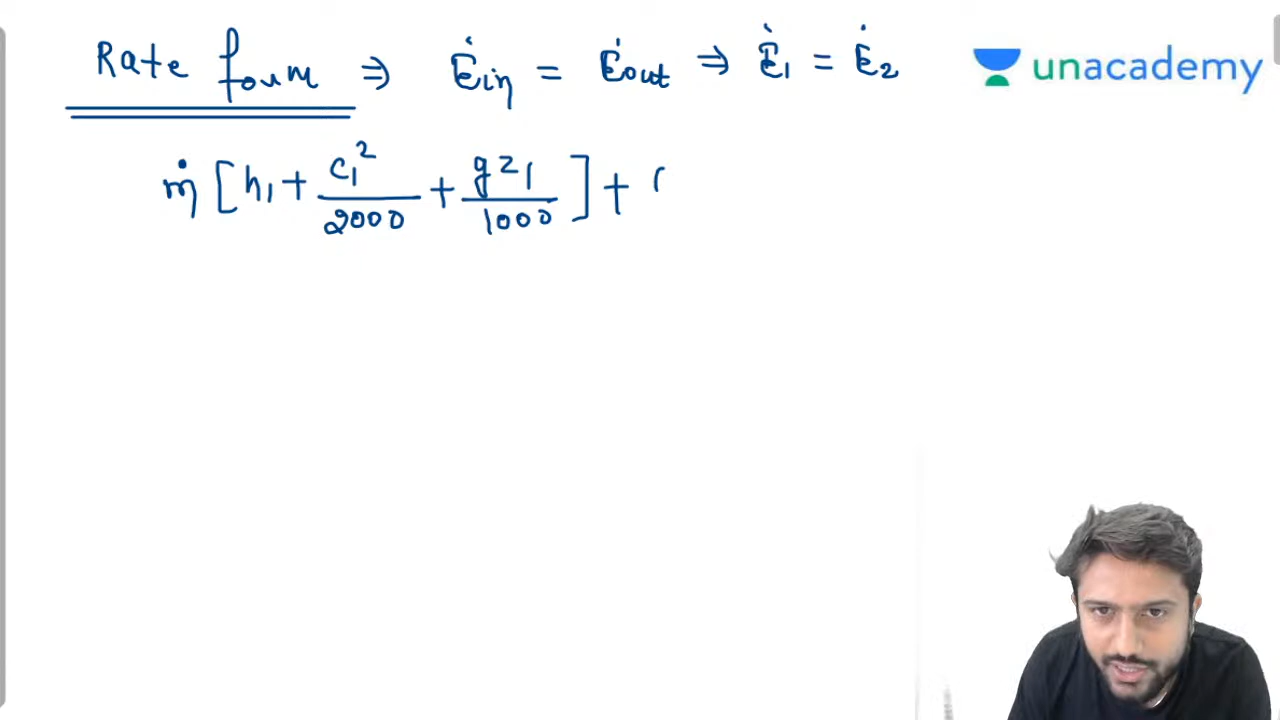 Rate form ⇒ Ėin = Ėout ⇒ Ė₁ = Ė₂
unacademy
ṁ [h₁ + c₁²/2000 + gz₁/1000] + (